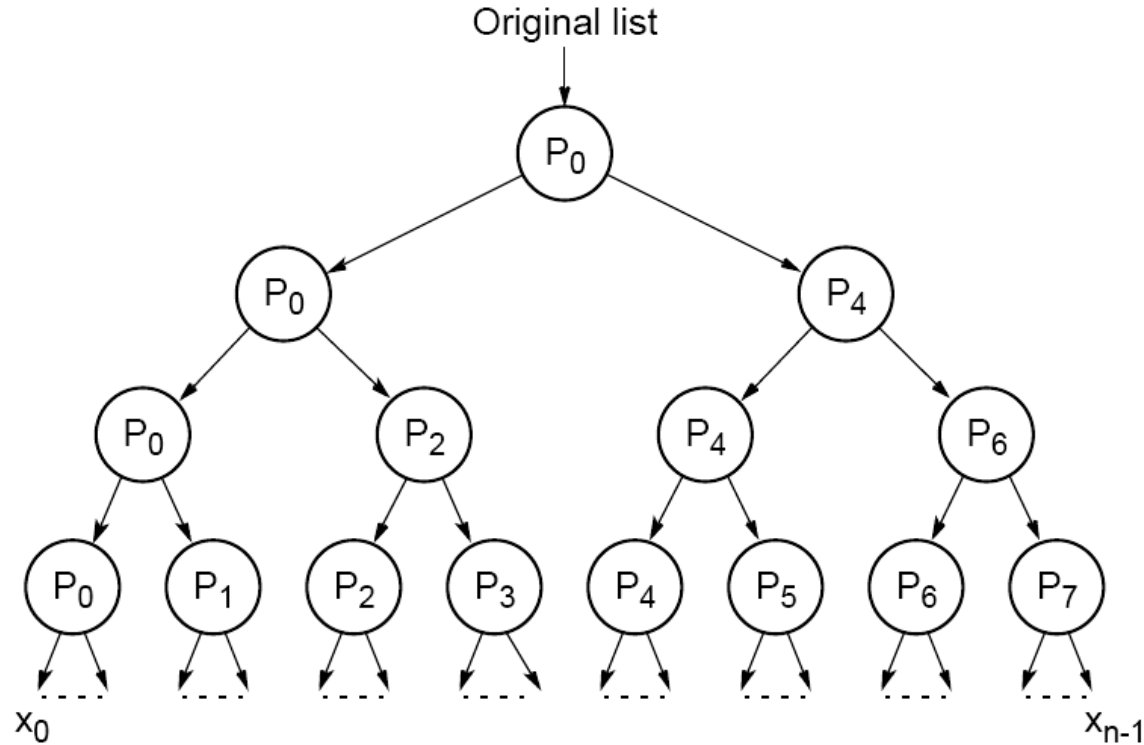 Original list
P₀
P₀ P₄
P₀ P₂ P₄ P₆
P₀ P₁ P₂ P₃ P₄ P₅ P₆ P₇
x₀ xₙ₋₁